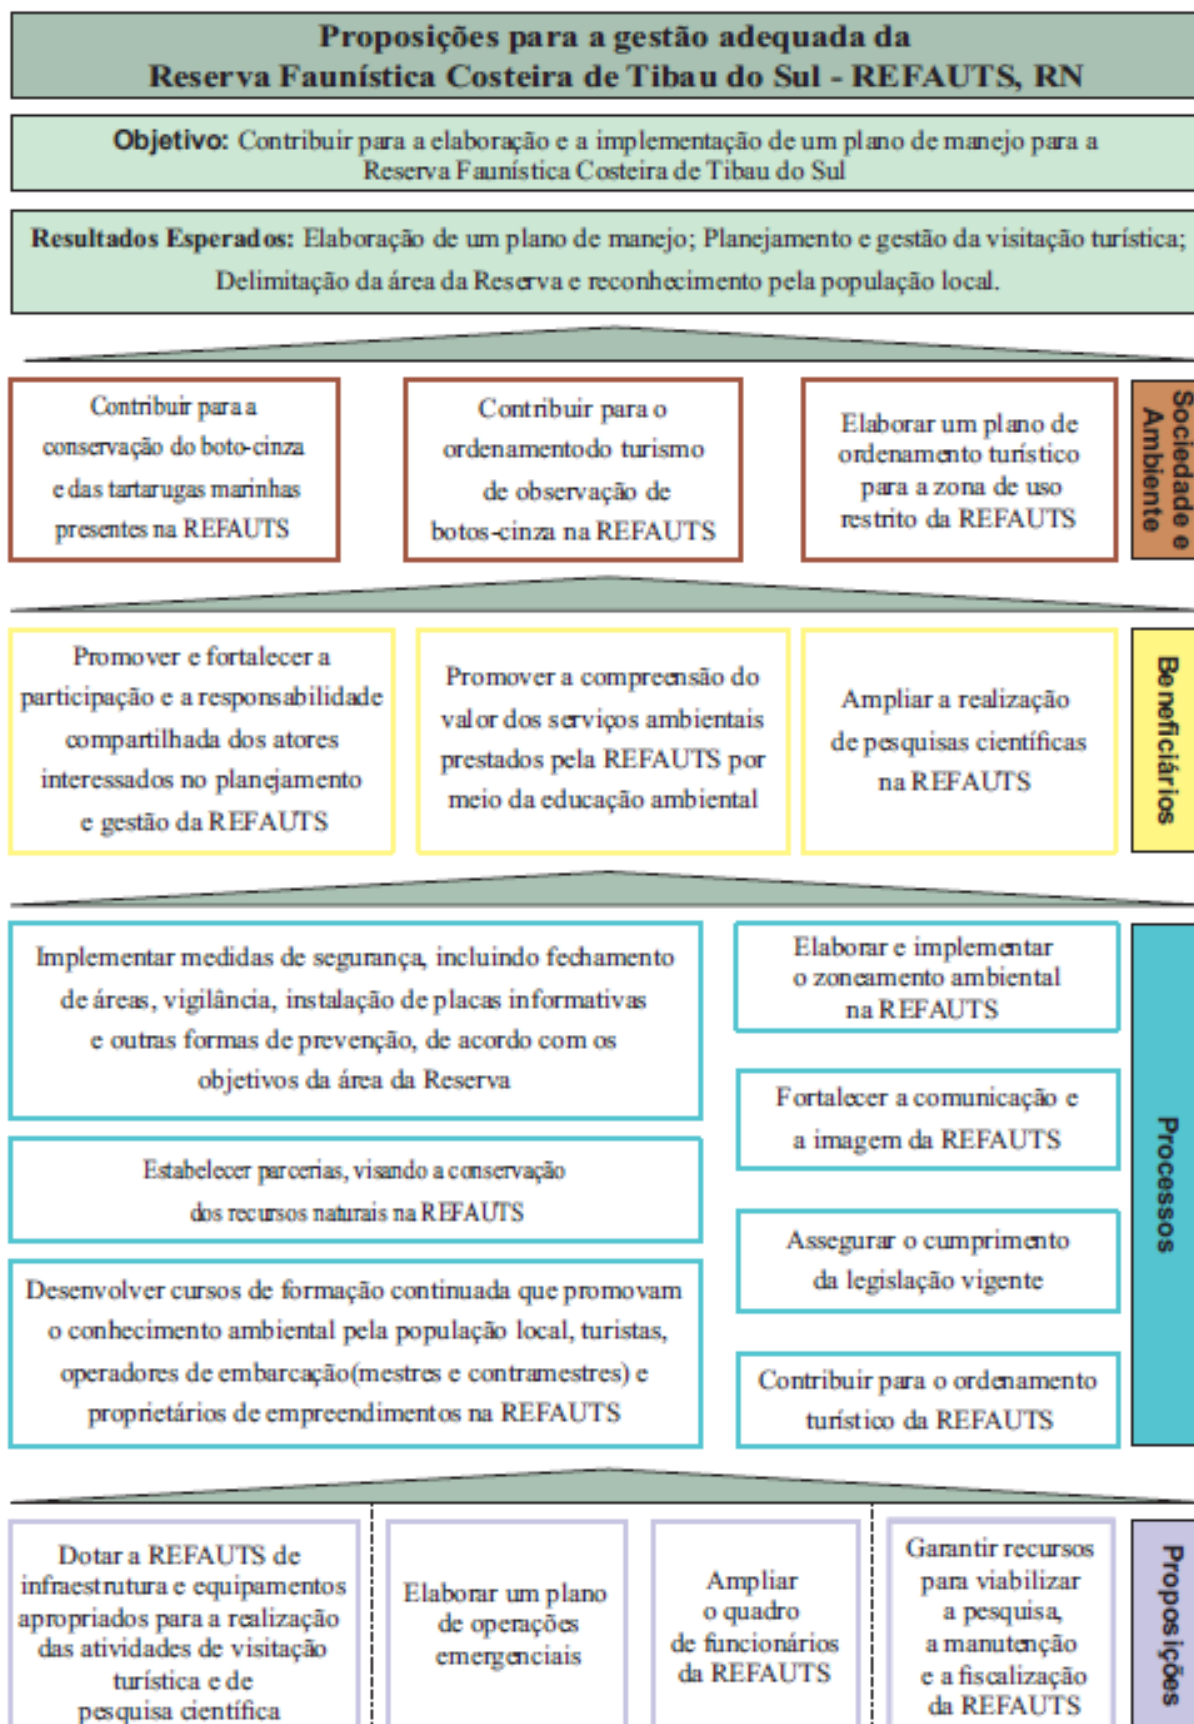 Proposições para a gestão adequada da
Reserva Faunística Costeira de Tibau do Sul - REFAUTS, RN
Objetivo: Contribuir para a elaboração e a implementação de um plano de manejo para a
Reserva Faunística Costeira de Tibau do Sul
Resultados Esperados: Elaboração de um plano de manejo; Planejamento e gestão da visitação turística;
Delimitação da área da Reserva e reconhecimento pela população local.
Contribuir para a
conservação do boto-cinza
e das tartarugas marinhas
presentes na REFAUTS
Contribuir para o
ordenamentodo turismo
de observação de
botos-cinza na REFAUTS
Elaborar um plano de
ordenamento turístico
para a zona de uso
restrito da REFAUTS
Sociedade e
Ambiente
Promover e fortalecer a
participação e a responsabilidade
compartilhada dos atores
interessados no planejamento
e gestão da REFAUTS
Promover a compreensão do
valor dos serviços ambientais
prestados pela REFAUTS por
meio da educação ambiental
Ampliar a realização
de pesquisas científicas
na REFAUTS
Beneficiários
Implementar medidas de segurança, incluindo fechamento
de áreas, vigilância, instalação de placas informativas
e outras formas de prevenção, de acordo com os
objetivos da área da Reserva
Estabelecer parcerias, visando a conservação
dos recursos naturais na REFAUTS
Desenvolver cursos de formação continuada que promovam
o conhecimento ambiental pela população local, turistas,
operadores de embarcação(mestres e contramestres) e
proprietários de empreendimentos na REFAUTS
Elaborar e implementar
o zoneamento ambiental
na REFAUTS
Fortalecer a comunicação e
a imagem da REFAUTS
Assegurar o cumprimento
da legislação vigente
Contribuir para o ordenamento
turístico da REFAUTS
Processos
Dotar a REFAUTS de
infraestrutura e equipamentos
apropriados para a realização
das atividades de visitação
turística e de
pesquisa científica
Elaborar um plano
de operações
emergenciais
Ampliar
o quadro
de funcionários
da REFAUTS
Garantir recursos
para viabilizar
a pesquisa,
a manutenção
e a fiscalização
da REFAUTS
Proposições